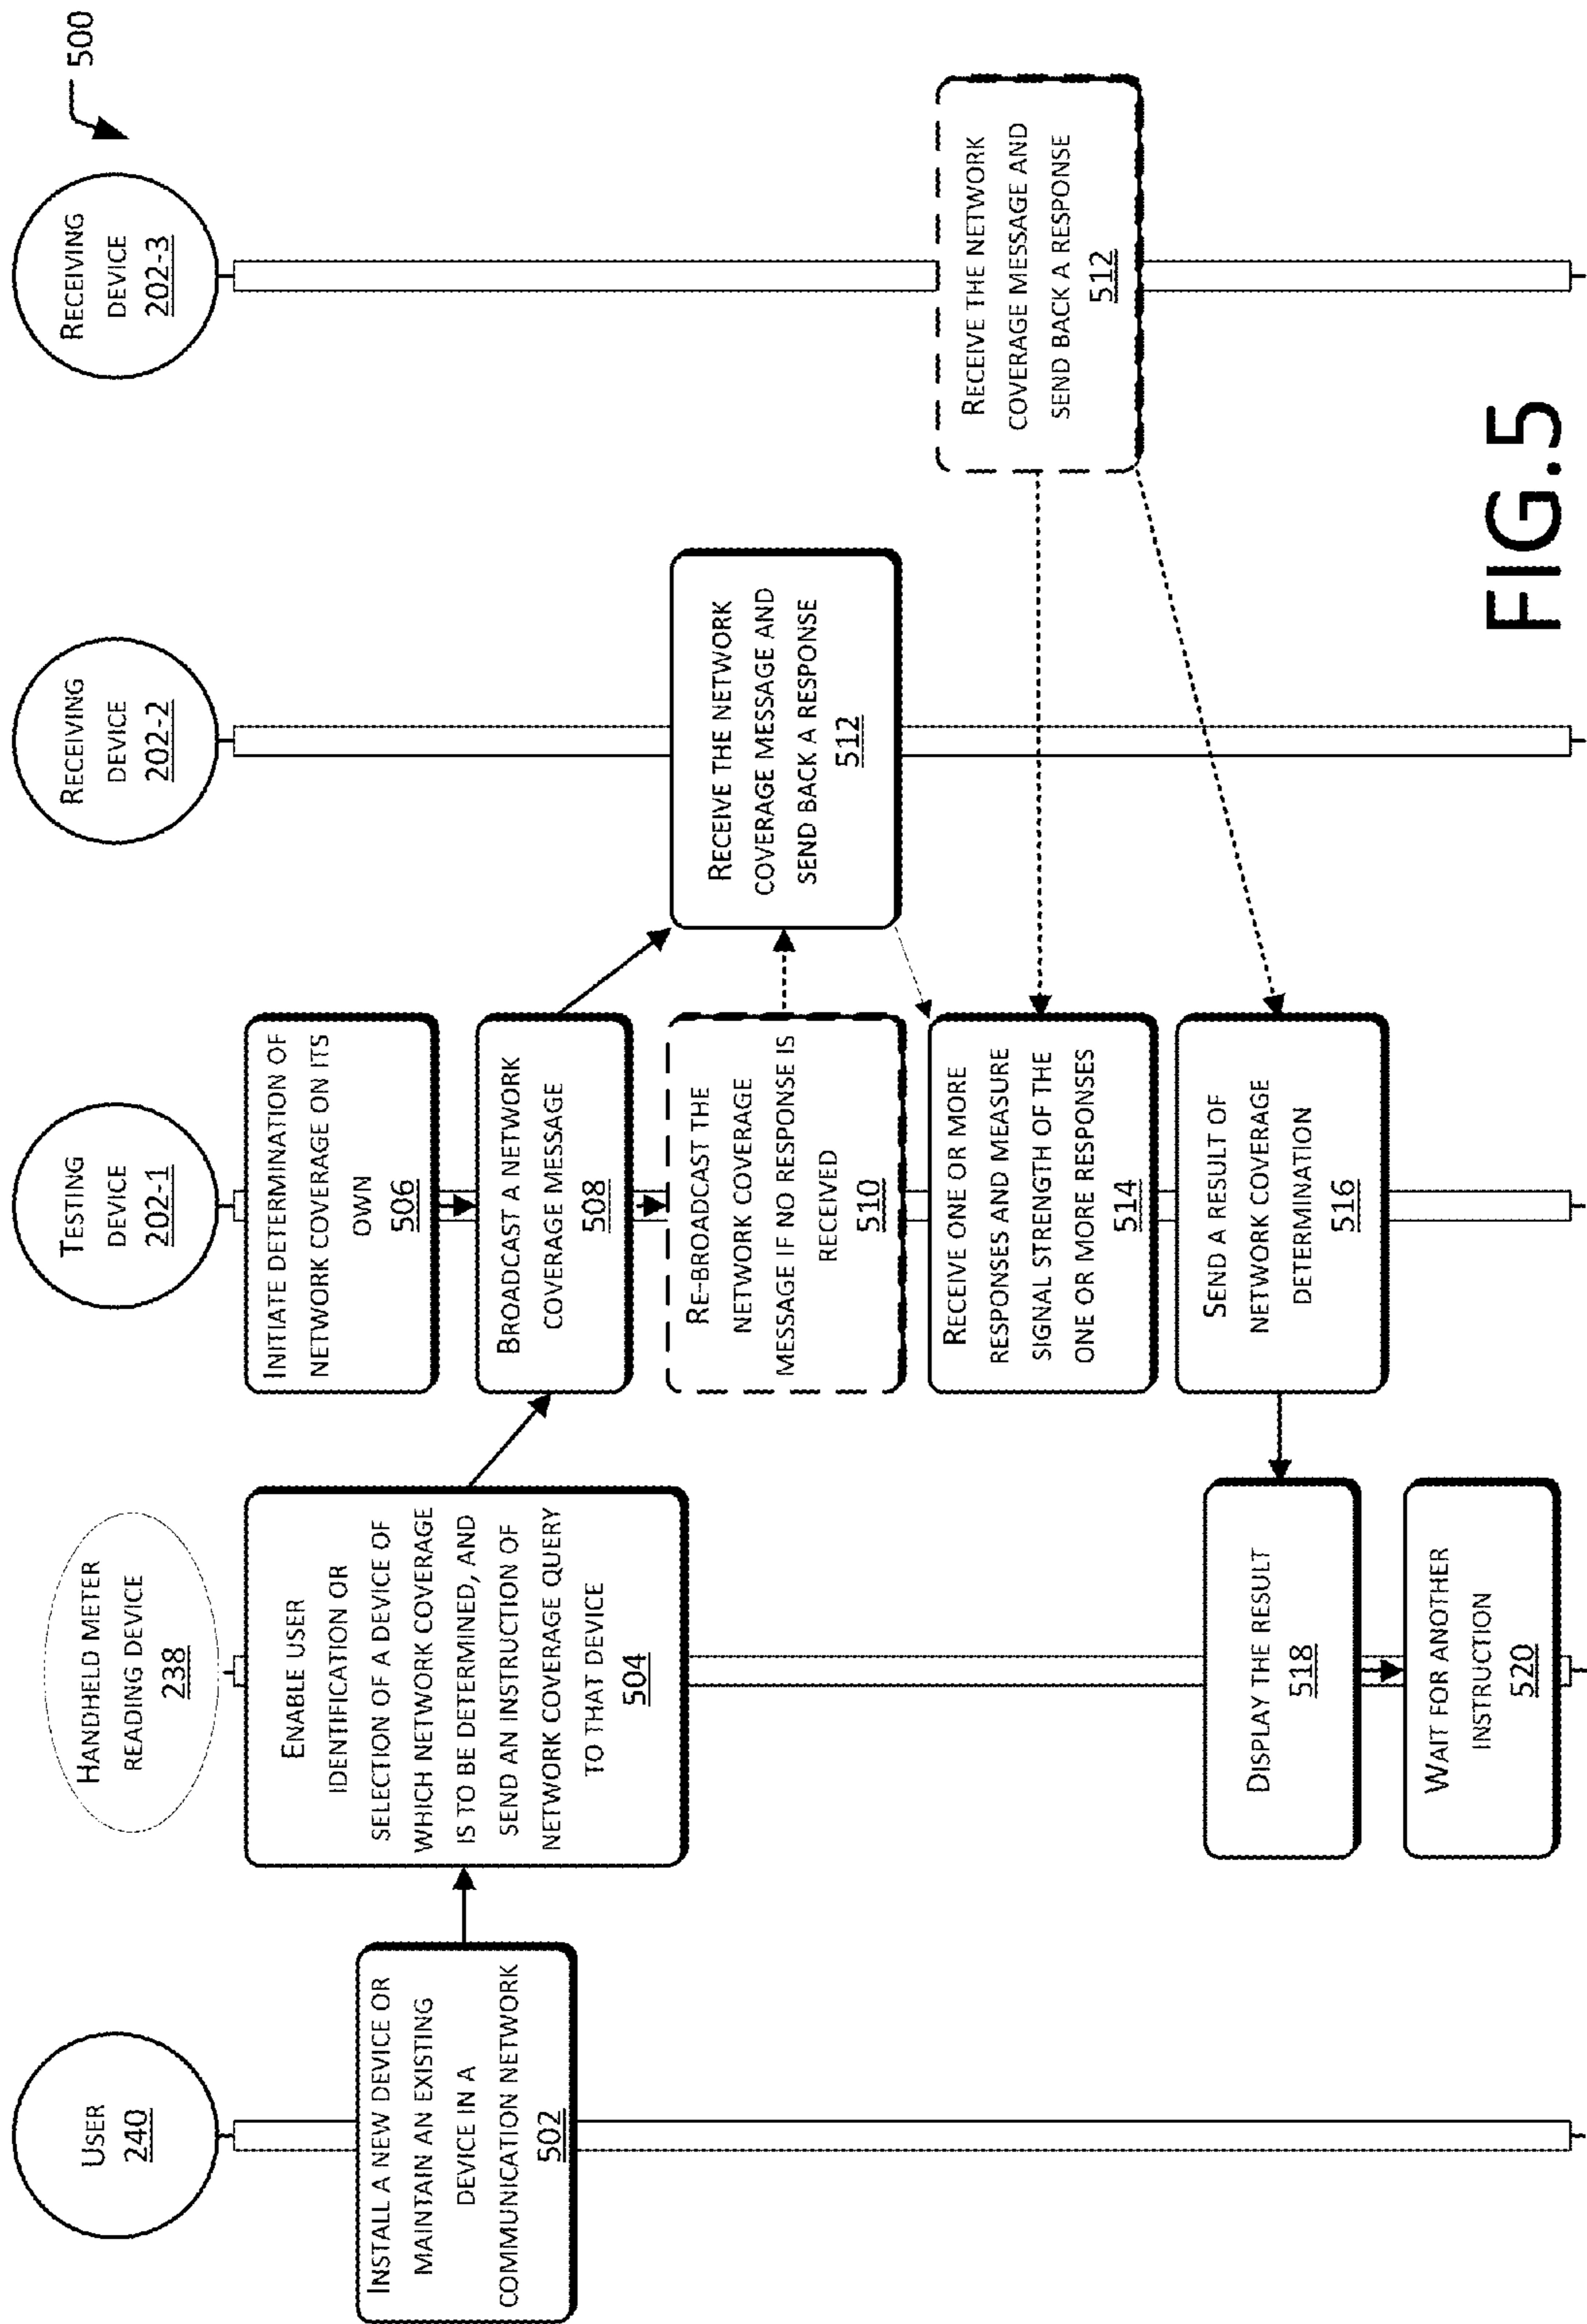 500
USER
240
HANDHELD METER
READING DEVICE
238
TESTING
DEVICE
202-1
RECEIVING
DEVICE
202-2
RECEIVING
DEVICE
202-3
INSTALL A NEW DEVICE OR
MAINTAIN AN EXISTING
DEVICE IN A
COMMUNICATION NETWORK
502
ENABLE USER
IDENTIFICATION OR
SELECTION OF A DEVICE OF
WHICH NETWORK COVERAGE
IS TO BE DETERMINED, AND
SEND AN INSTRUCTION OF
NETWORK COVERAGE QUERY
TO THAT DEVICE
504
INITIATE DETERMINATION OF
NETWORK COVERAGE ON ITS
OWN
506
BROADCAST A NETWORK
COVERAGE MESSAGE
508
RE-BROADCAST THE
NETWORK COVERAGE
MESSAGE IF NO RESPONSE IS
RECEIVED
510
RECEIVE THE NETWORK
COVERAGE MESSAGE AND
SEND BACK A RESPONSE
512
RECEIVE THE NETWORK
COVERAGE MESSAGE AND
SEND BACK A RESPONSE
512
RECEIVE ONE OR MORE
RESPONSES AND MEASURE
SIGNAL STRENGTH OF THE
ONE OR MORE RESPONSES
514
SEND A RESULT OF
NETWORK COVERAGE
DETERMINATION
516
DISPLAY THE RESULT
518
WAIT FOR ANOTHER
INSTRUCTION
520
FIG.5